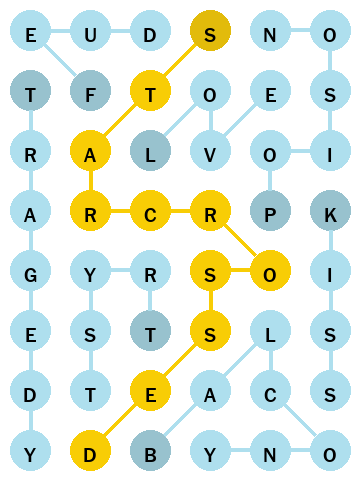 E U D S N O
T F T O E S
R A L V O I
A R C R P K
G Y R S O I
E S T S L S
D T E A C S
Y D B Y N O